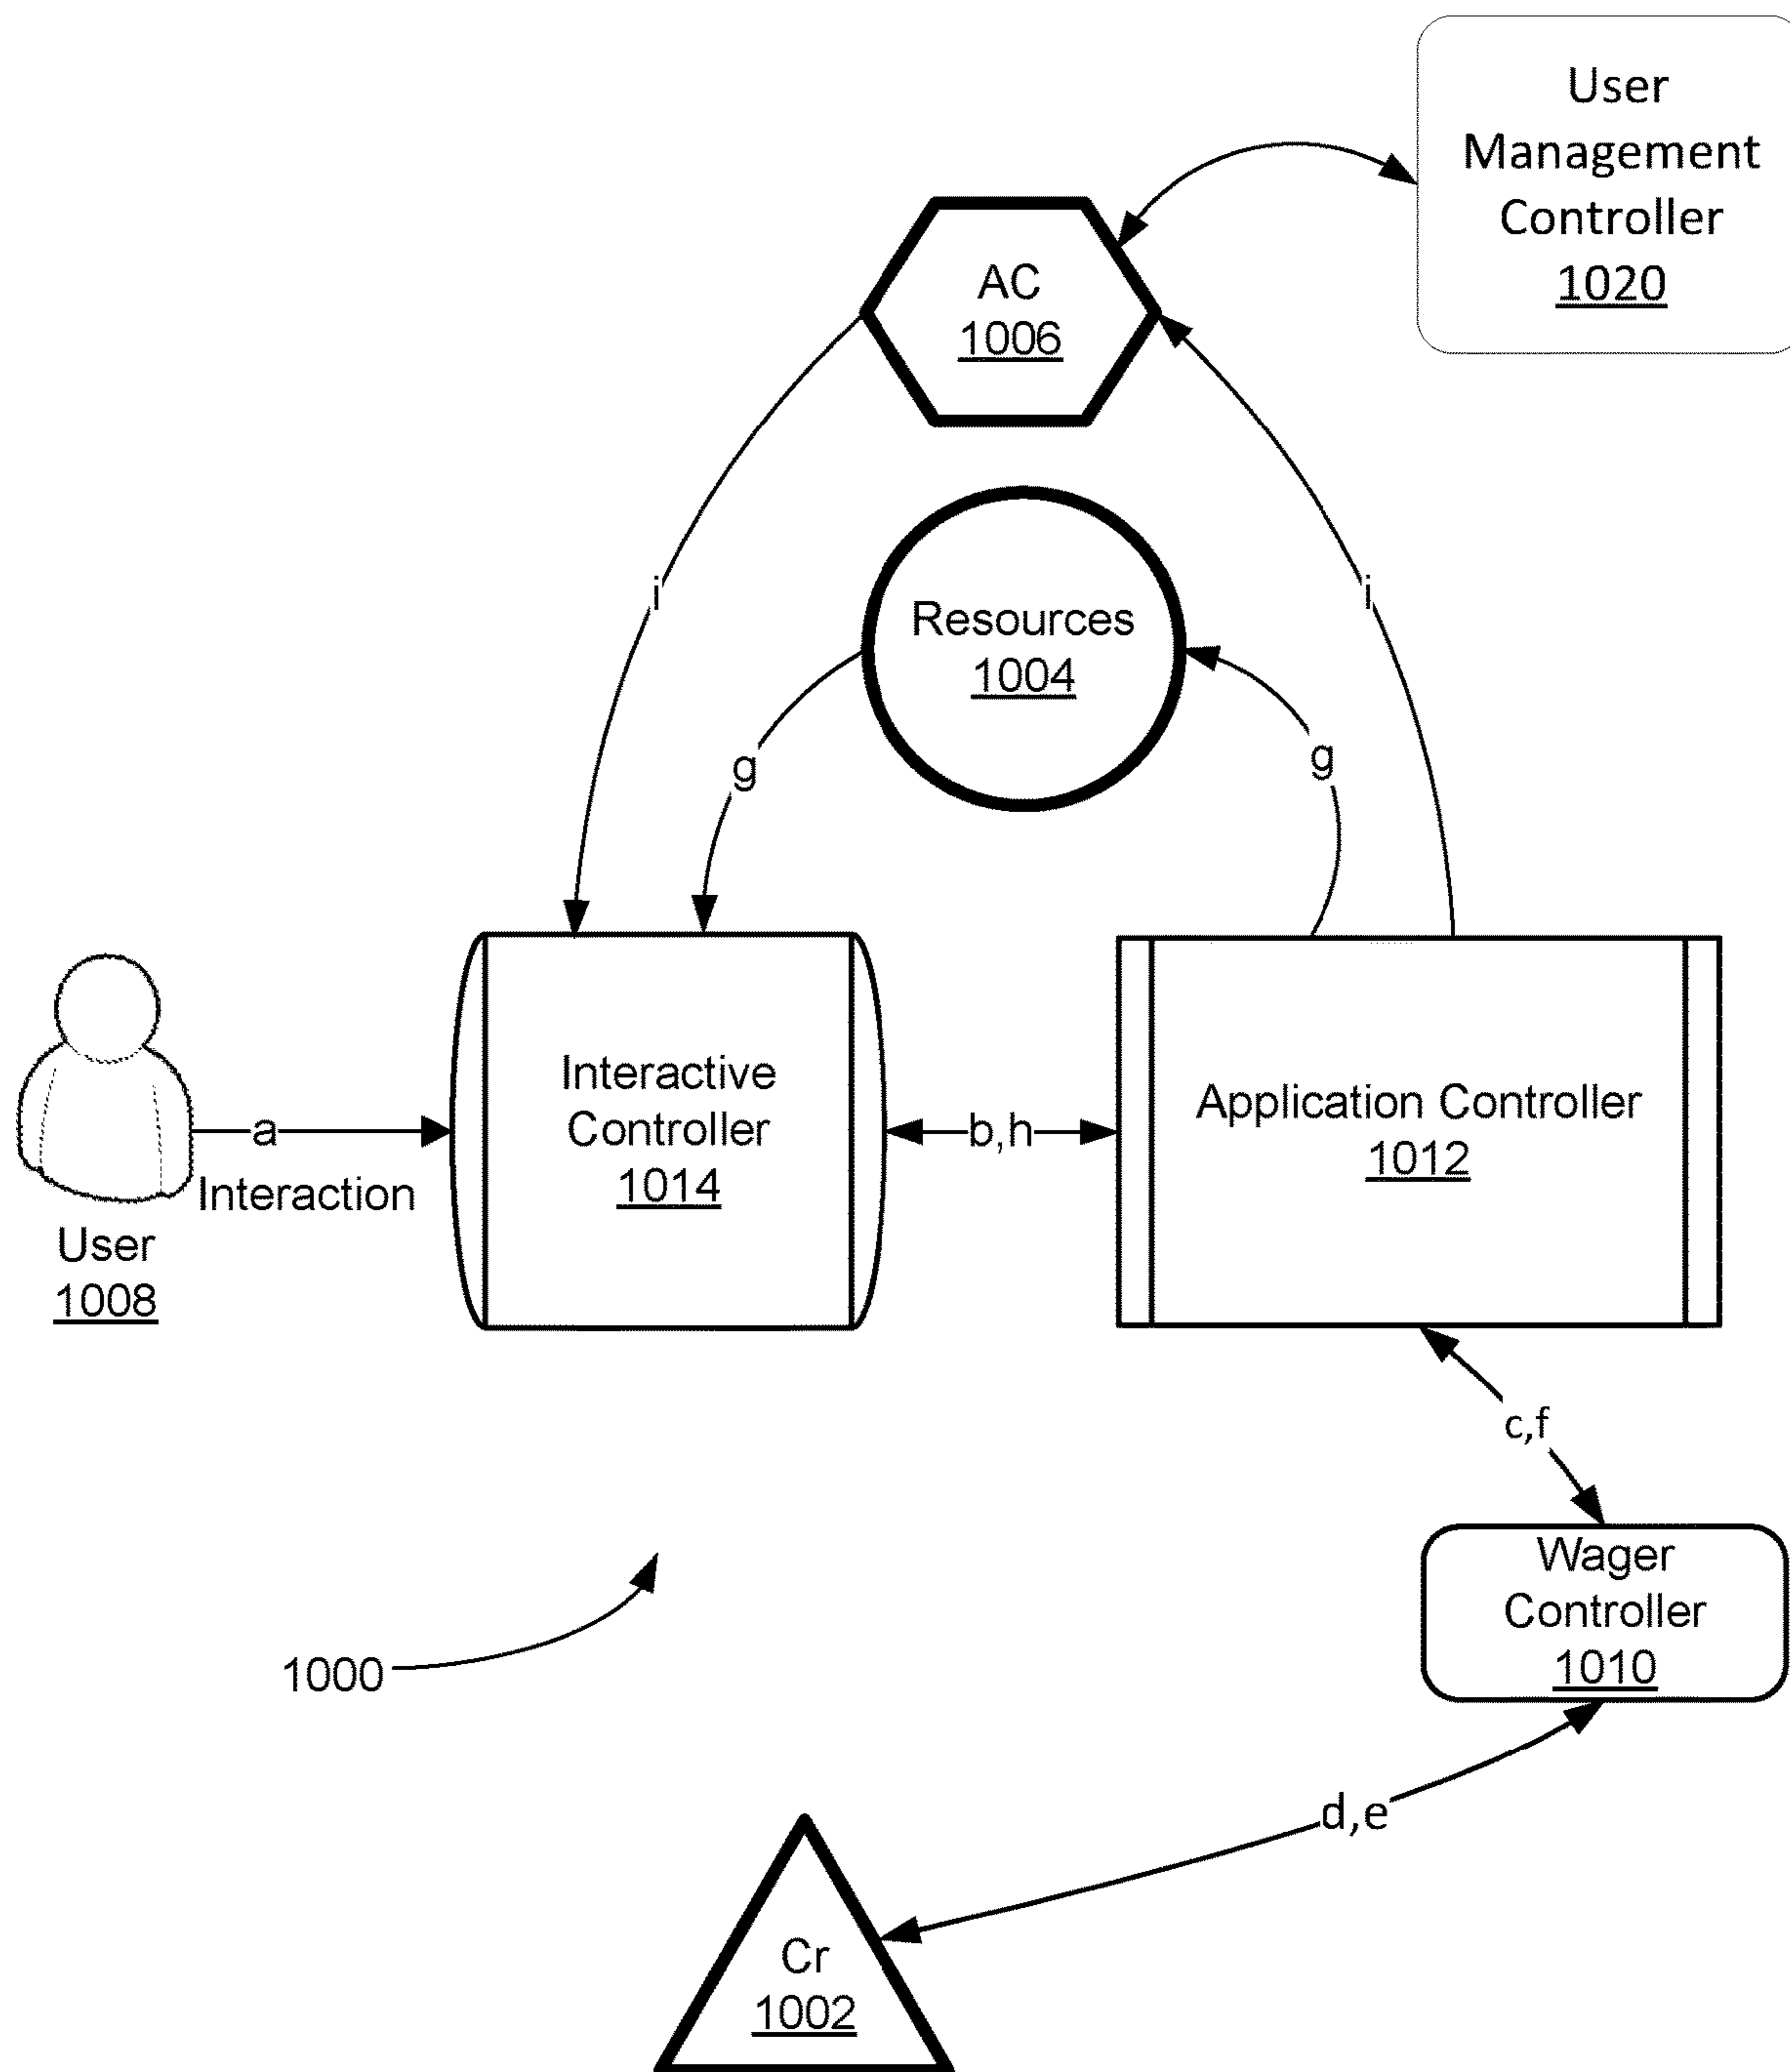 User
Management
Controller
1020
AC
1006
i
i
Resources
1004
g
g
Interactive
Controller
1014
Application Controller
1012
a
b,h
Interaction
User
1008
c,f
Wager
Controller
1010
1000
d,e
Cr
1002